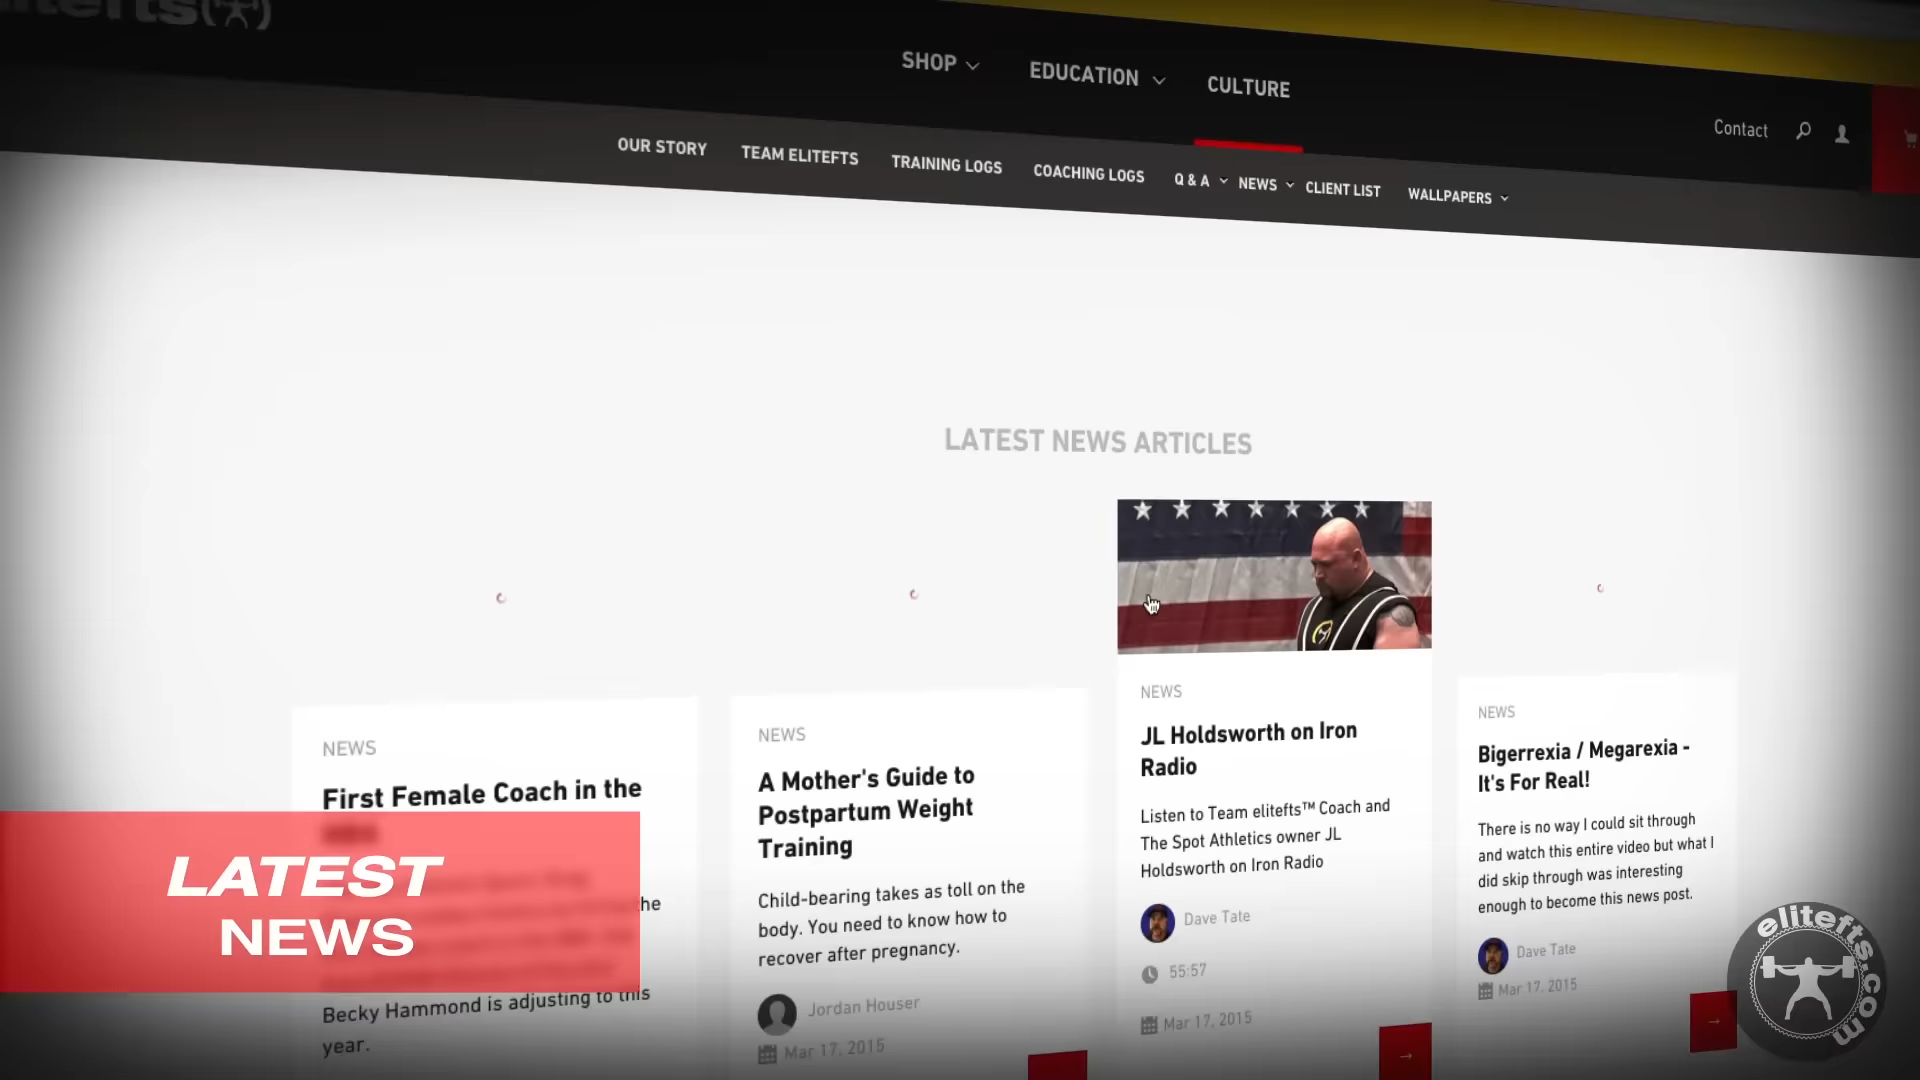 elitefts
SHOP
EDUCATION
CULTURE
Contact
OUR STORY
TEAM ELITEFTS
TRAINING LOGS
COACHING LOGS
Q & A
NEWS
CLIENT LIST
WALLPAPERS
LATEST NEWS ARTICLES
NEWS
First Female Coach in the
he
Becky Hammond is adjusting to this
year.
NEWS
A Mother's Guide to
Postpartum Weight
Training
Child-bearing takes as toll on the
body. You need to know how to
recover after pregnancy.
Jordan Houser
Mar 17, 2015
NEWS
JL Holdsworth on Iron
Radio
Listen to Team elitefts™ Coach and
The Spot Athletics owner JL
Holdsworth on Iron Radio
Dave Tate
55:57
Mar 17, 2015
NEWS
Bigerrexia / Megarexia -
It's For Real!
There is no way I could sit through
and watch this entire video but what I
did skip through was interesting
enough to become this news post.
Dave Tate
Mar 17, 2015
LATEST
NEWS
elitefts.com